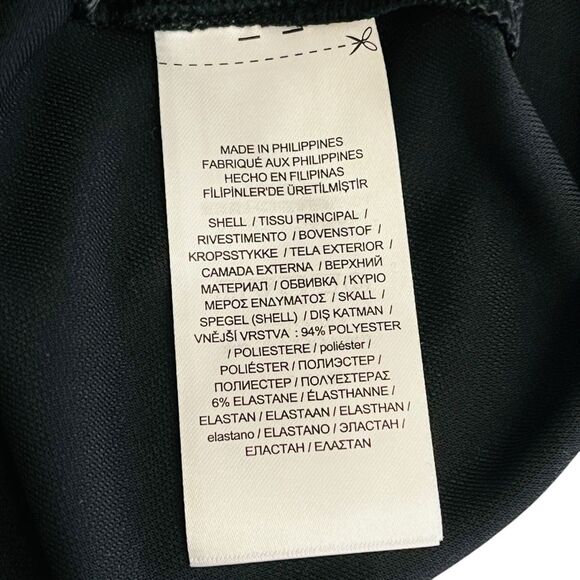 MADE IN PHILIPPINES
FABRIQUÉ AUX PHILIPPINES
HECHO EN FILIPINAS
FİLİPİNLER'DE ÜRETİLMİŞTİR
SHELL / TISSU PRINCIPAL /
RIVESTIMENTO / BOVENSTOF /
KROPSSTYKKE / TELA EXTERIOR /
CAMADA EXTERNA / ВЕРХНИЙ
МАТЕРИАЛ / ОБВИВКА / ΚΥΡΙΟ
ΜΕΡΟΣ ΕΝΔΥΜΑΤΟΣ / SKALL /
SPEGEL (SHELL) / DIŞ KATMAN /
VNĚJŠÍ VRSTVA : 94% POLYESTER
/ POLIESTERE / poliéster /
POLIÉSTER / ПОЛИЭСТЕР /
ПОЛИЕСТЕР / ΠΟΛΥΕΣΤΕΡΑΣ
6% ELASTANE / ÉLASTHANNE /
ELASTAN / ELASTAAN / ELASTHAN /
elastano / ELASTANO / ЭЛАСТАН /
ЕЛАСТАН / ΕΛΑΣΤΑΝ